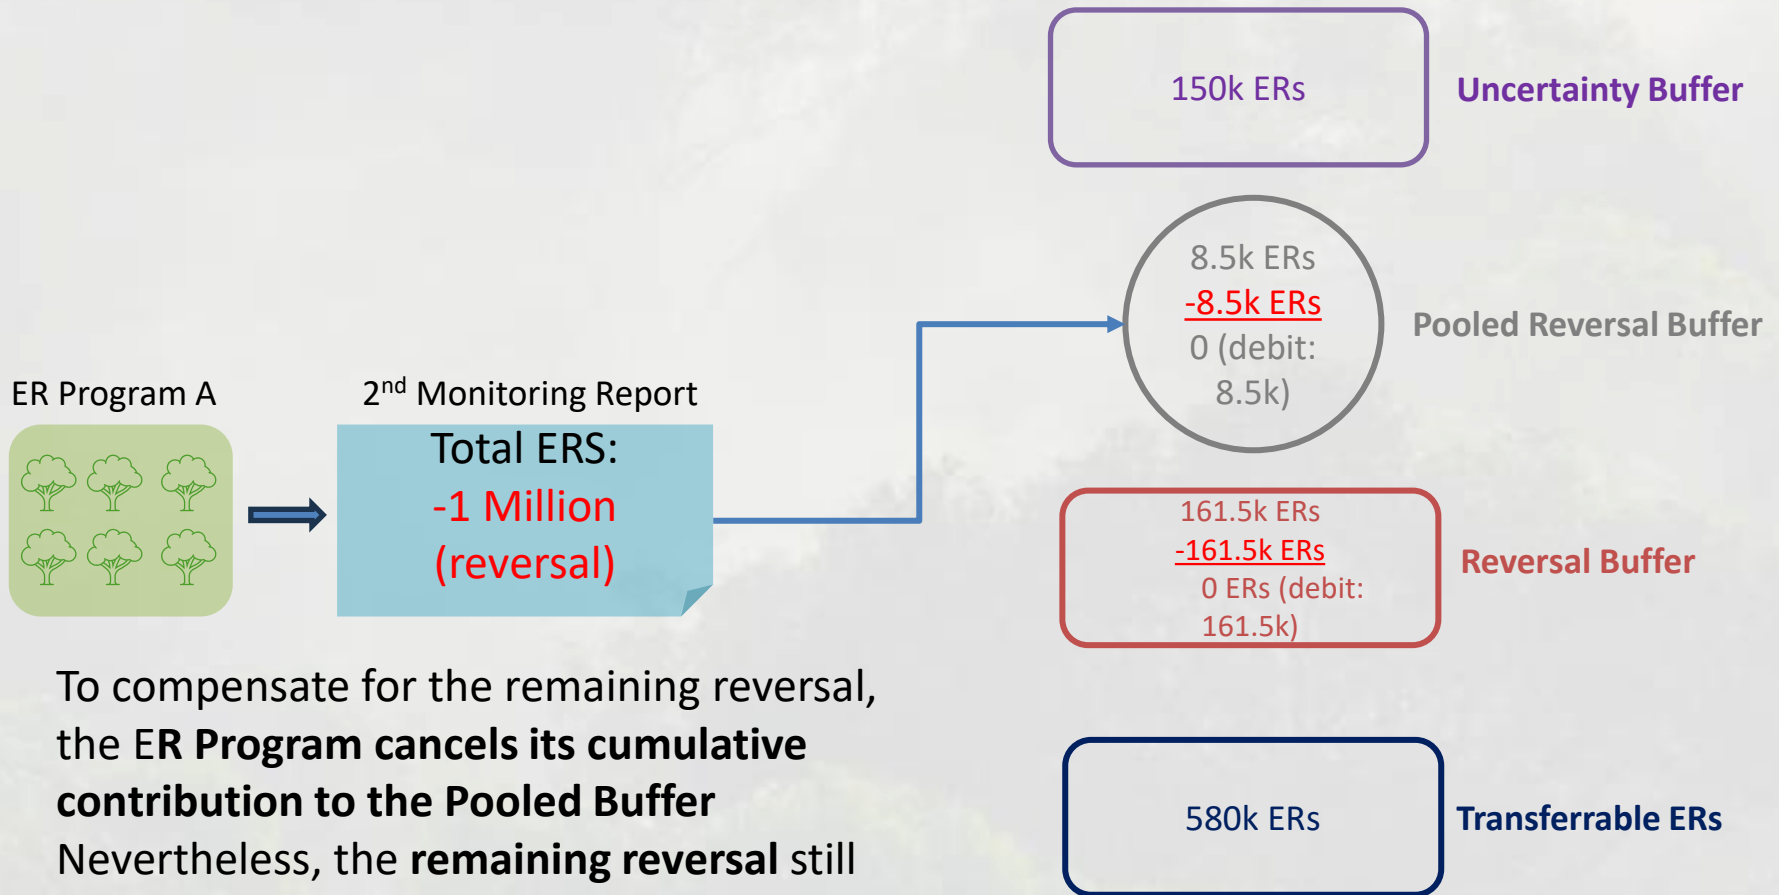 150k ERs
Uncertainty Buffer
8.5k ERs
-8.5k ERs
0 (debit:
8.5k)
Pooled Reversal Buffer
ER Program A
2nd Monitoring Report
Total ERS:
-1 Million
(reversal)
161.5k ERs
-161.5k ERs
0 ERs (debit:
161.5k)
Reversal Buffer
To compensate for the remaining reversal,
the ER Program cancels its cumulative
contribution to the Pooled Buffer
Nevertheless, the remaining reversal still
580k ERs
Transferrable ERs